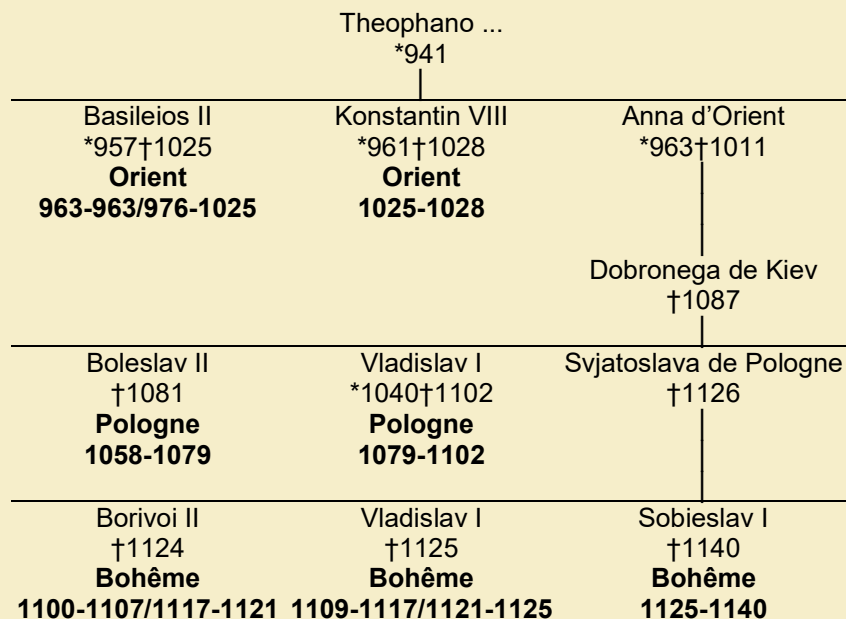 Theophano ...
*941
Basileios II Konstantin VIII Anna d’Orient
*957†1025 *961†1028 *963†1011
Orient Orient
963-963/976-1025 1025-1028
Dobronega de Kiev
†1087
Boleslav II Vladislav I Svjatoslava de Pologne
†1081 *1040†1102 †1126
Pologne Pologne
1058-1079 1079-1102
Borivoi II Vladislav I Sobieslav I
†1124 †1125 †1140
Bohême Bohême Bohême
1100-1107/1117-1121 1109-1117/1121-1125 1125-1140